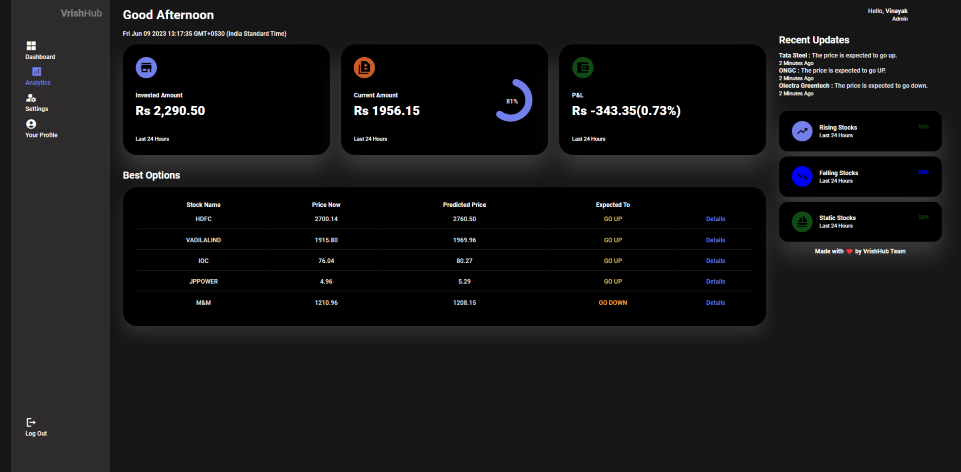 VrishHub
Dashboard
Analytics
Settings
Your Profile
Log Out
Good Afternoon
Fri Jun 09 2023 13:17:35 GMT+0530 (India Standard Time)
Invested Amount
Rs 2,290.50
Last 24 Hours
Current Amount
Rs 1956.15
81%
Last 24 Hours
P&L
Rs -343.35(0.73%)
Last 24 Hours
Best Options
Stock Name Price Now Predicted Price Expected To
HDFC 2700.14 2760.50 GO UP Details
VADILALIND 1915.80 1969.96 GO UP Details
IOC 76.04 80.27 GO UP Details
JPPOWER 4.96 5.29 GO UP Details
M&M 1210.96 1208.15 GO DOWN Details
Hello, Vinayak
Admin
Recent Updates
Tata Steel : The price is expected to go up.
2 Minutes Ago
ONGC : The price is expected to go UP.
2 Minutes Ago
Olectra Greentech : The price is expected to go down.
2 Minutes Ago
Rising Stocks
Last 24 Hours
50%
Falling Stocks
Last 24 Hours
Static Stocks
Last 24 Hours
50%
Made with ❤️ by VrishHub Team